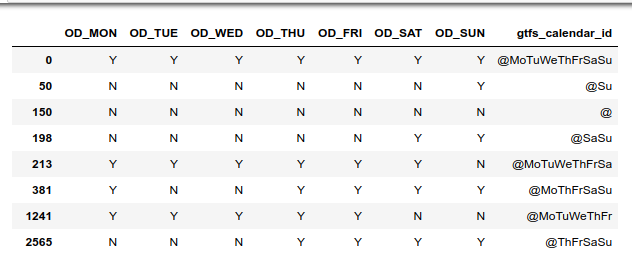 OD_MON OD_TUE OD_WED OD_THU OD_FRI OD_SAT OD_SUN gtfs_calendar_id
0 Y Y Y Y Y Y Y @MoTuWeThFrSaSu
50 N N N N N N Y @Su
150 N N N N N N N @
198 N N N N N Y Y @SaSu
213 Y Y Y Y Y Y N @MoTuWeThFrSa
381 Y N N Y Y Y Y @MoThFrSaSu
1241 Y Y Y Y Y N N @MoTuWeThFr
2565 N N N Y Y Y Y @ThFrSaSu